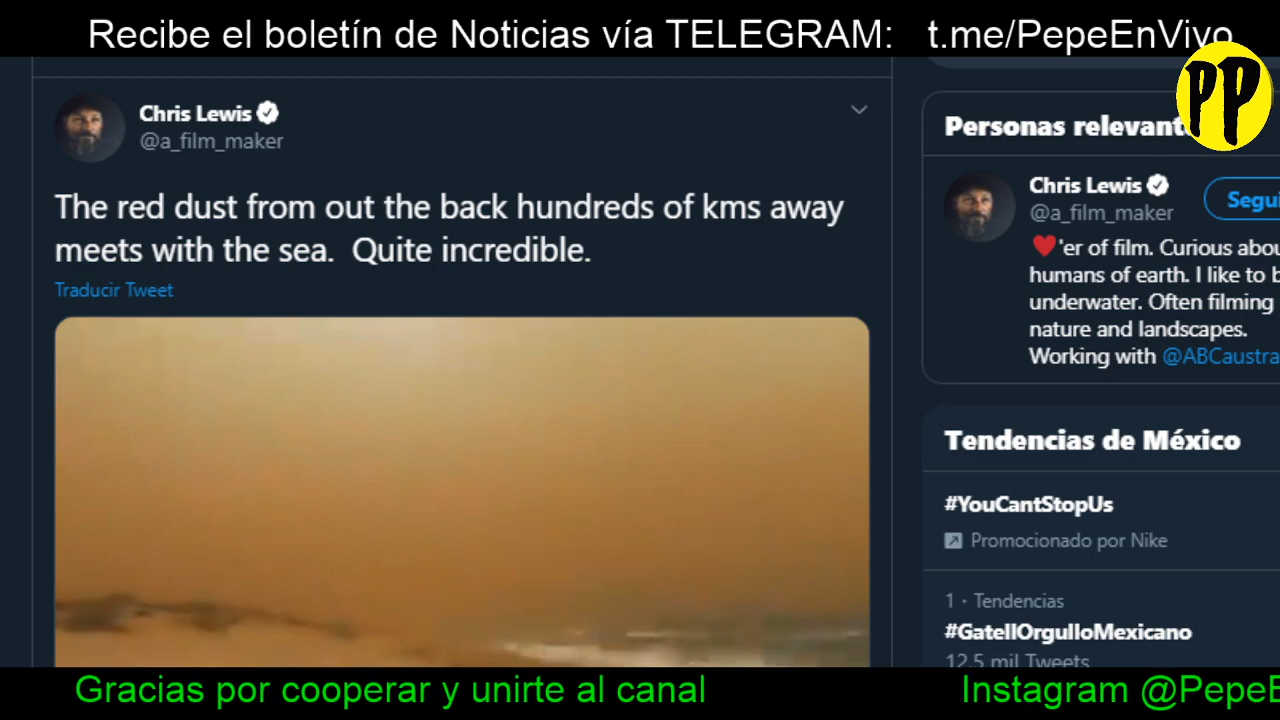 Recibe el boletín de Noticias vía TELEGRAM: t.me/PepeEnVivo
PP
Chris Lewis
@a_film_maker
The red dust from out the back hundreds of kms away
meets with the sea. Quite incredible.
Traducir Tweet
Personas relevant
Chris Lewis
@a_film_maker
Segui
❤'er of film. Curious abou
humans of earth. I like to b
underwater. Often filming
nature and landscapes.
Working with @ABCaustra
Tendencias de México
#YouCantStopUs
Promocionado por Nike
1 · Tendencias
#GatellOrgulloMexicano
12.5 mil Tweets
Gracias por cooperar y unirte al canal
Instagram @PepeE